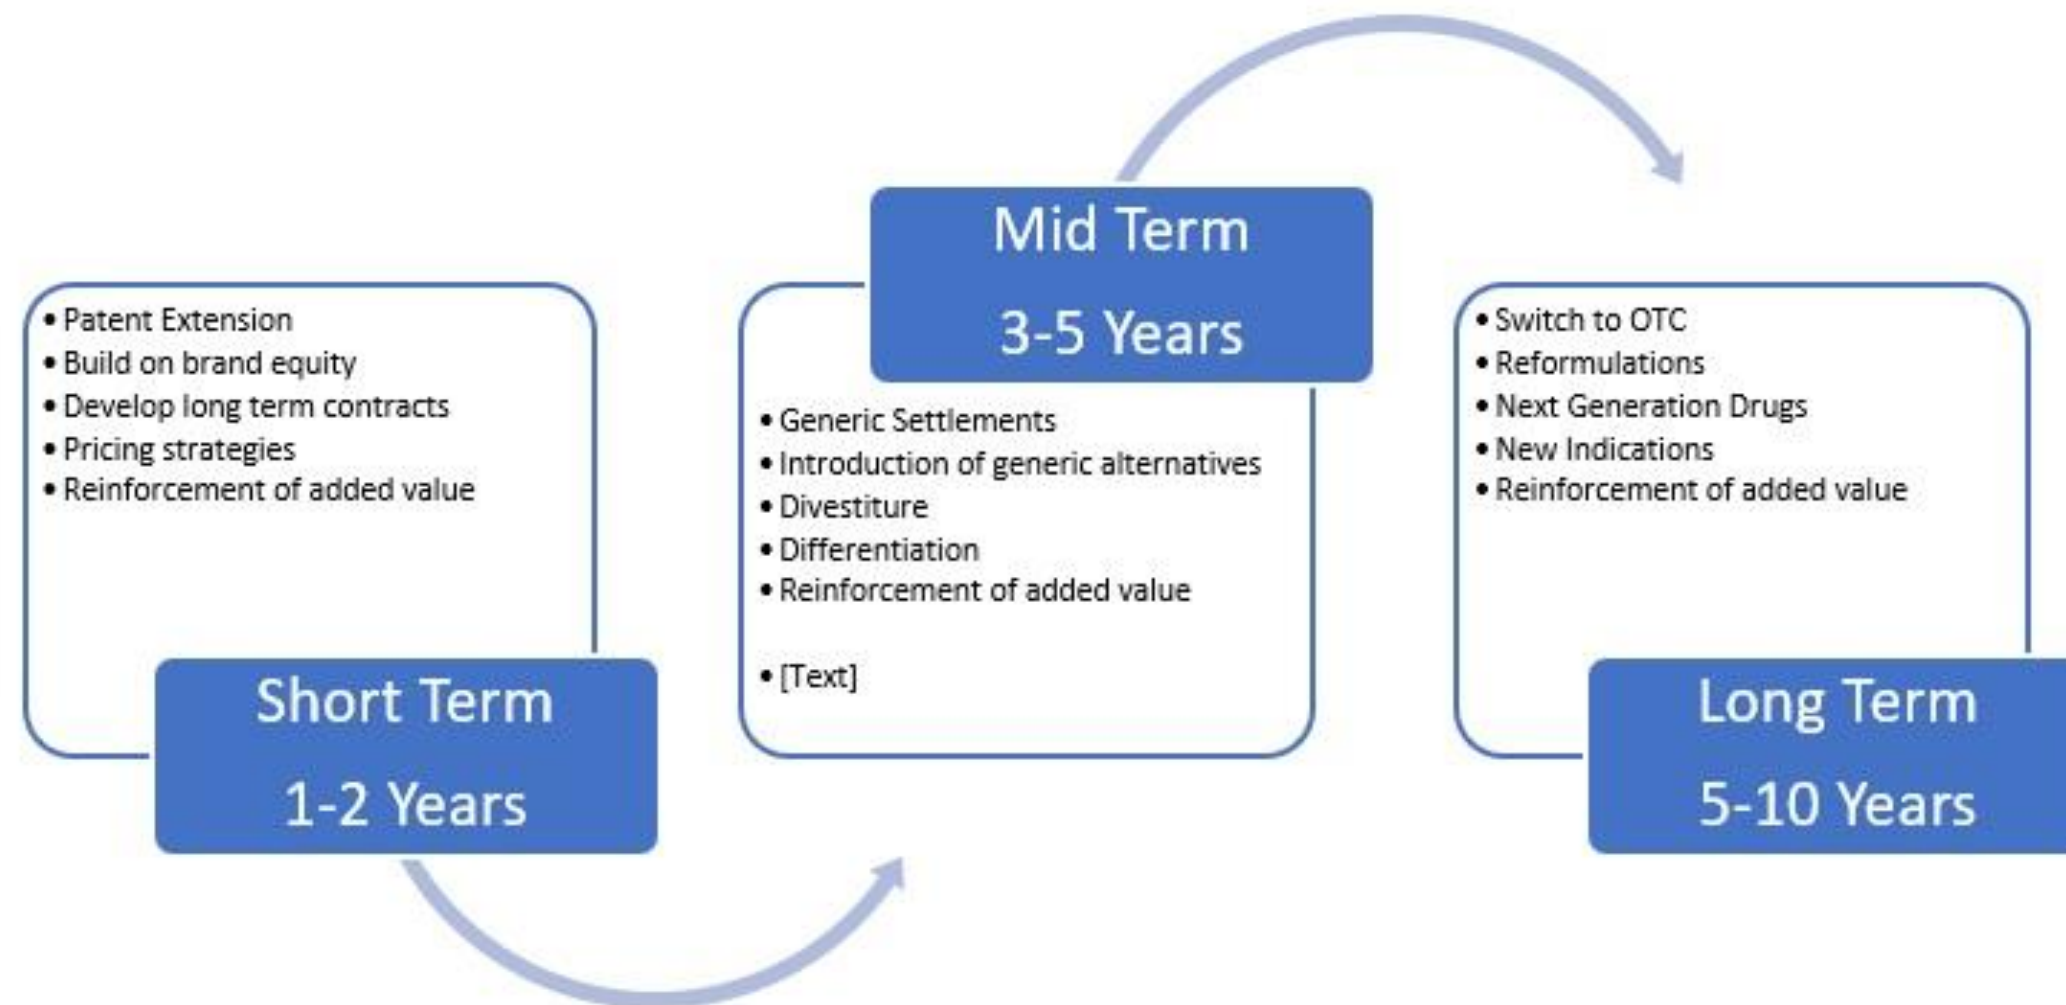 • Patent Extension
• Build on brand equity
• Develop long term contracts
• Pricing strategies
• Reinforcement of added value
Short Term
1-2 Years
Mid Term
3-5 Years
• Generic Settlements
• Introduction of generic alternatives
• Divestiture
• Differentiation
• Reinforcement of added value
• [Text]
• Switch to OTC
• Reformulations
• Next Generation Drugs
• New Indications
• Reinforcement of added value
Long Term
5-10 Years